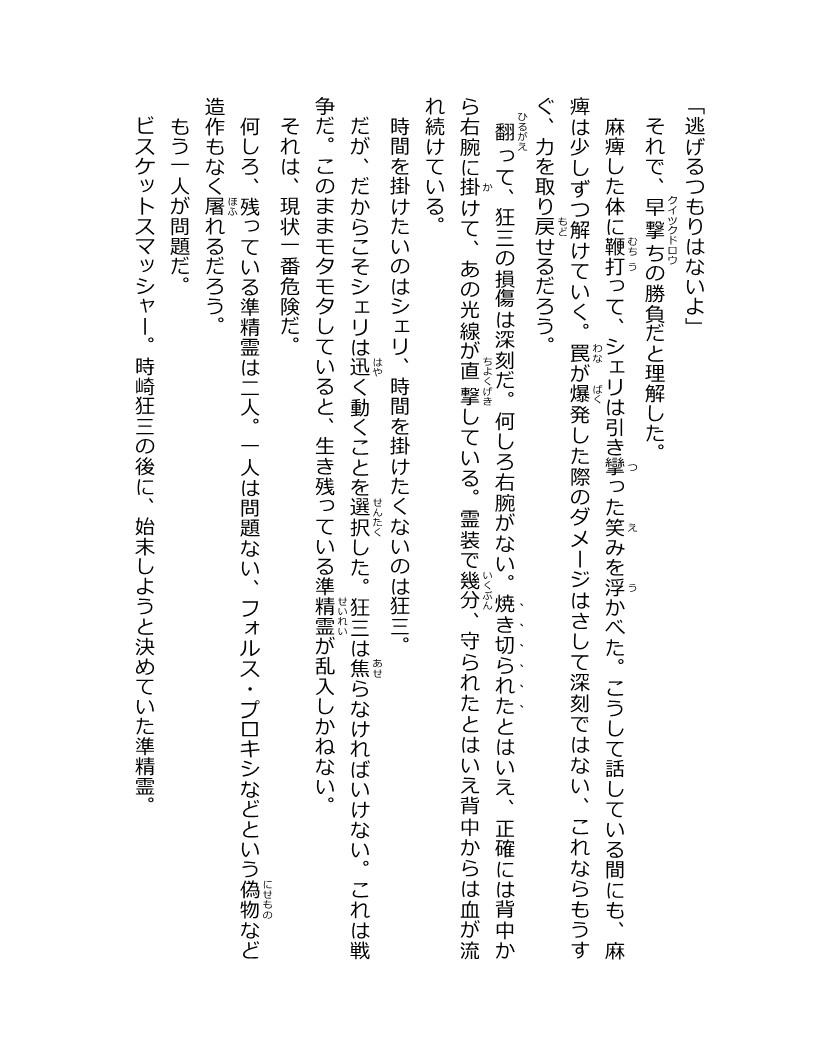 「逃げるつもりはないよ」
それで、早撃ちの勝負だと理解した。
麻痺した体に鞭打って、シェリは引き攣った笑みを浮かべた。こうして話している間にも、麻
痺は少しずつ解けていく。罠が爆発した際のダメージはさして深刻ではない、これならもうす
ぐ、力を取り戻せるだろう。
翻って、狂三の損傷は深刻だ。何しろ右腕がない。焼き切られたとはいえ、正確には背中か
ら右腕に掛けて、あの光線が直撃している。霊装で幾分、守られたとはいえ背中からは血が流
れ続けている。
時間を掛けたいのはシェリ、時間を掛けたくないのは狂三。
だが、だからこそシェリは迅く動くことを選択した。狂三は焦らなければいけない。これは戦
争だ。このままモタモタしていると、生き残っている準精霊が乱入しかねない。
それは、現状一番危険だ。
何しろ、残っている準精霊は二人。一人は問題ない、フォルス・プロキシなどという偽物など
造作もなく屠れるだろう。
もう一人が問題だ。
ビスケットスマッシャー。時崎狂三の後に、始末しようと決めていた準精霊。